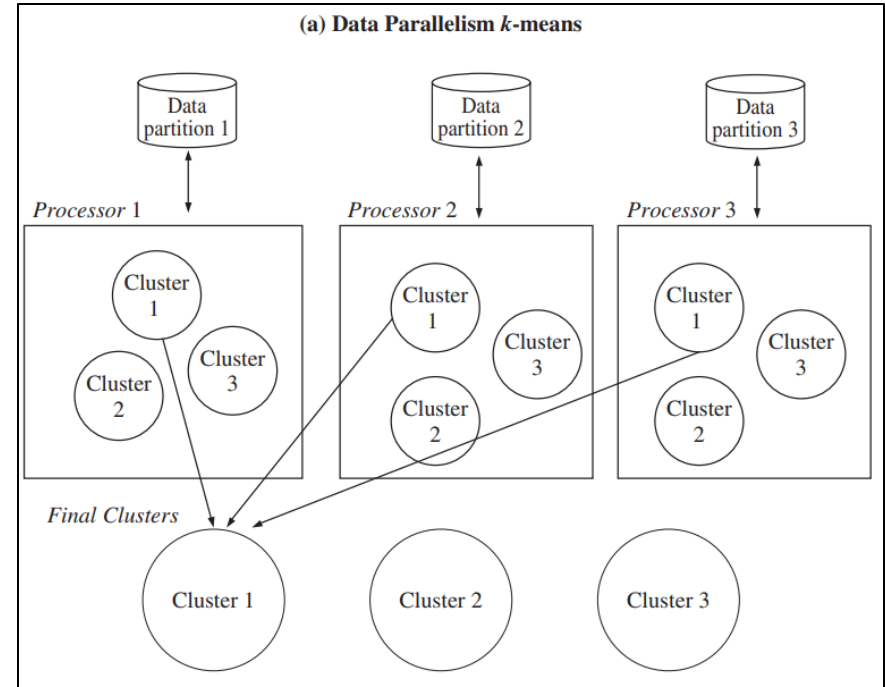 (a) Data Parallelism k-means
Data
partition 1
Data
partition 2
Data
partition 3
Processor 1
Processor 2
Processor 3
Cluster
1
Cluster
2
Cluster
3
Cluster
1
Cluster
3
Cluster
2
Cluster
1
Cluster
3
Cluster
2
Final Clusters
Cluster 1
Cluster 2
Cluster 3